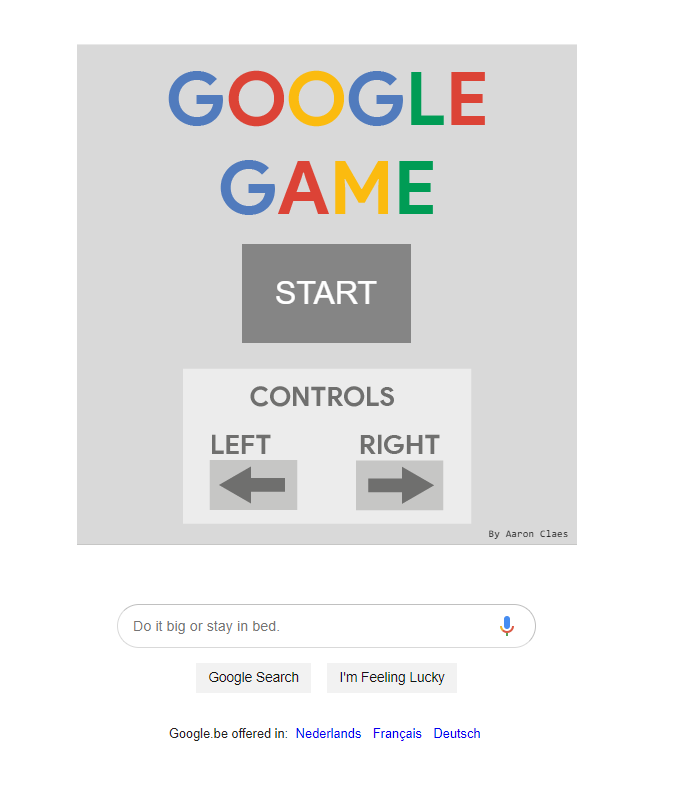 GOOGLE
GAME
START
CONTROLS
LEFT RIGHT
By Aaron Claes
Do it big or stay in bed.
Google Search I'm Feeling Lucky
Google.be offered in: Nederlands Français Deutsch